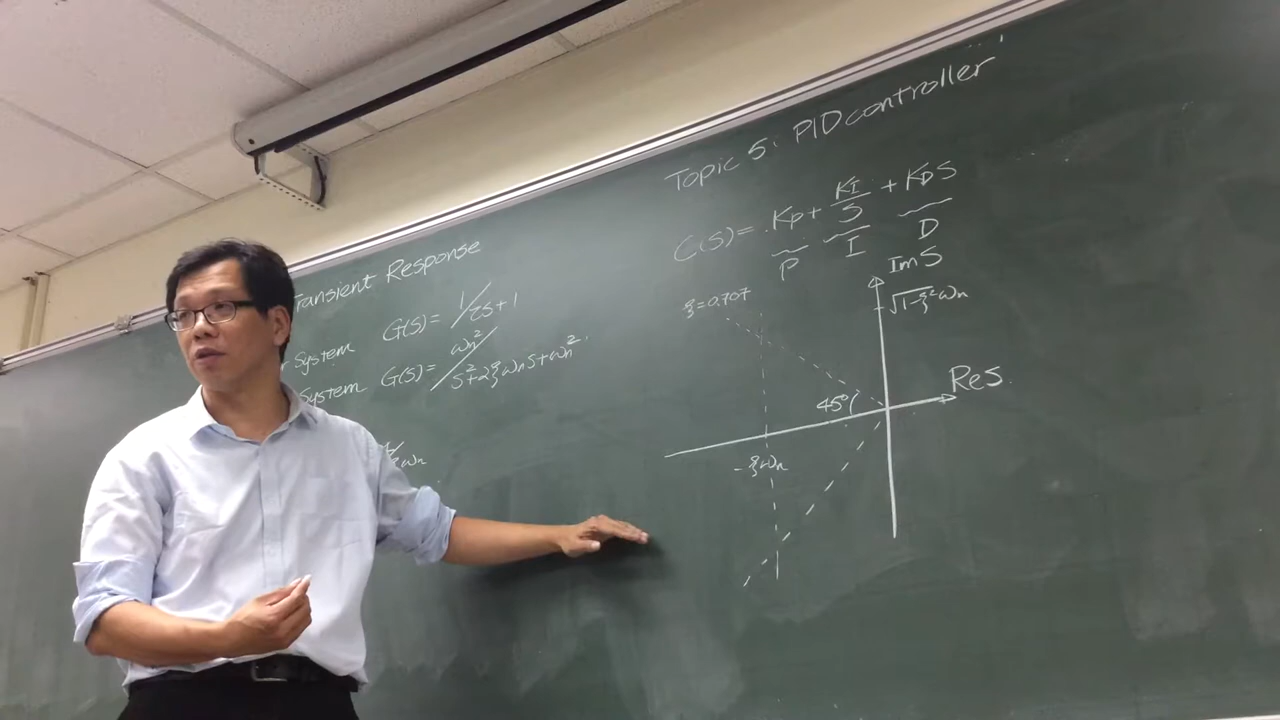 Transient Response
System G(S) = 1/τS+1
System G(S) = ωn²/S²+2ξωnS+ωn²
ξωn
Topic 5: PID controller
C(S) = Kp + KI/S + KDS
P I D
ImS
ξ=0.707
√1-ξ² ωn
ReS
45°
-ξωn